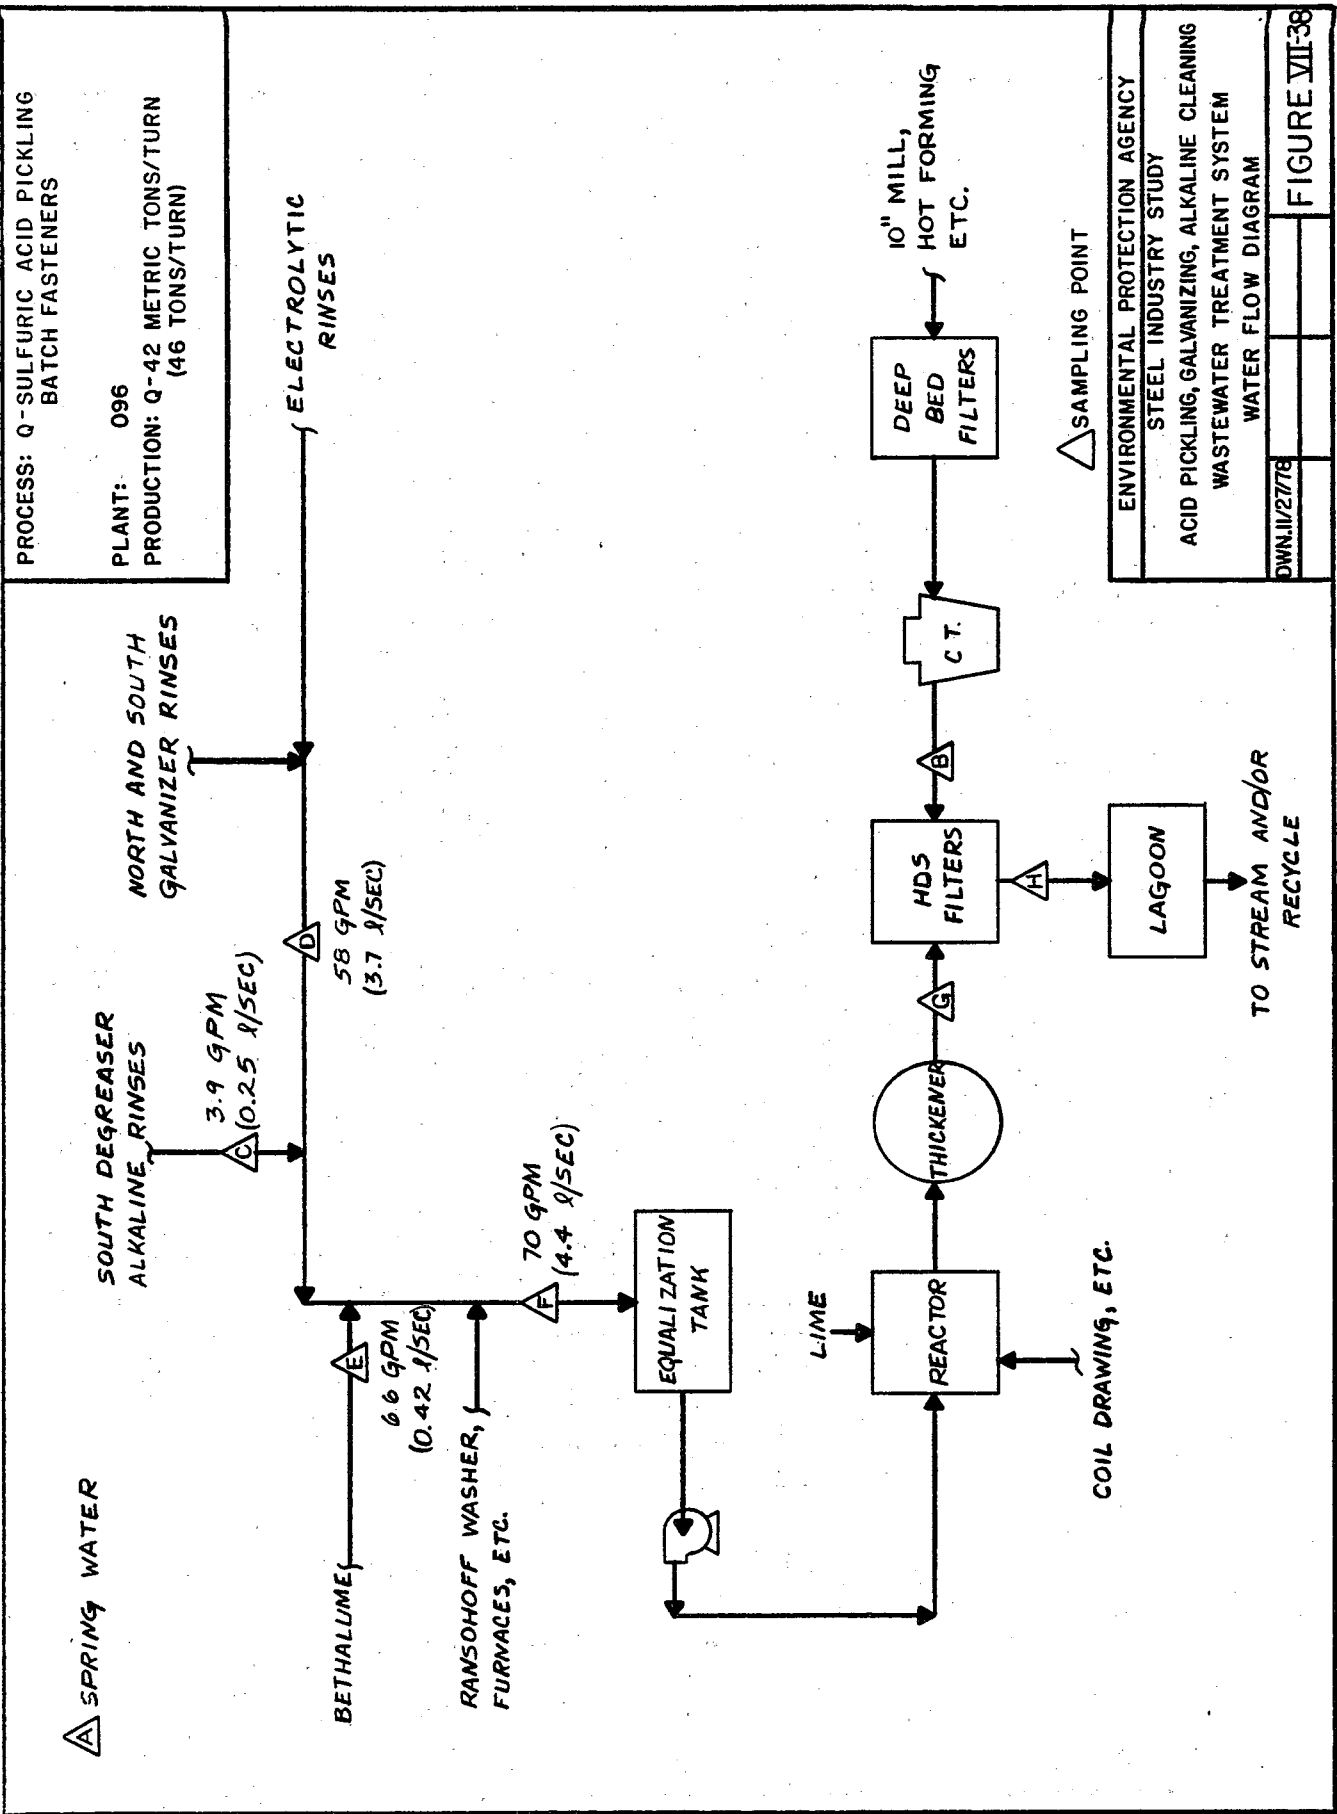 PROCESS: Q-SULFURIC ACID PICKLING
BATCH FASTENERS
PLANT: 096
PRODUCTION: Q-42 METRIC TONS/TURN
(46 TONS/TURN)
A SPRING WATER
SOUTH DEGREASER
ALKALINE RINSES
NORTH AND SOUTH
GALVANIZER RINSES
3.9 GPM
(0.25 l/SEC)
C
ELECTROLYTIC
RINSES
D
58 GPM
(3.7 l/SEC)
BETHALUME
E
6.6 GPM
(0.42 l/SEC)
RANSOHOFF WASHER,
FURNACES, ETC.
F
70 GPM
(4.4 l/SEC)
EQUALIZATION
TANK
LIME
REACTOR
COIL DRAWING, ETC.
THICKENER
G
HDS
FILTERS
B
C T.
DEEP
BED
FILTERS
10" MILL,
HOT FORMING
ETC.
H
LAGOON
TO STREAM AND/OR
RECYCLE
SAMPLING POINT
ENVIRONMENTAL PROTECTION AGENCY
STEEL INDUSTRY STUDY
ACID PICKLING, GALVANIZING, ALKALINE CLEANING
WASTEWATER TREATMENT SYSTEM
WATER FLOW DIAGRAM
DWN.11/27/78
FIGURE VII-38